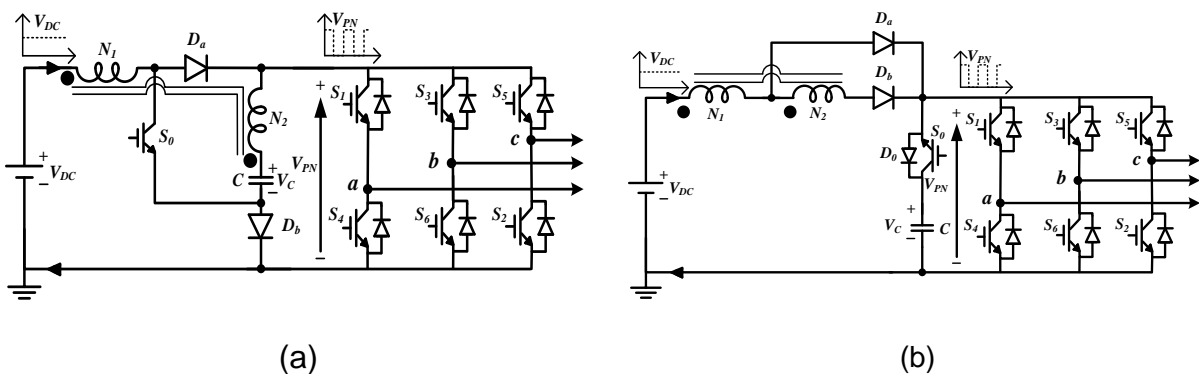 V_DC
V_PN
N_1
D_a
S_0
N_2
C
V_C
D_b
V_DC
V_PN
S_1
S_3
S_5
a
b
c
S_4
S_6
S_2
+
−
+
−
+
−
(a)
V_DC
D_a
D_b
N_1
N_2
V_PN
S_0
D_0
V_PN
V_DC
V_C
C
S_1
S_3
S_5
a
b
c
S_4
S_6
S_2
+
−
+
−
+
−
(b)